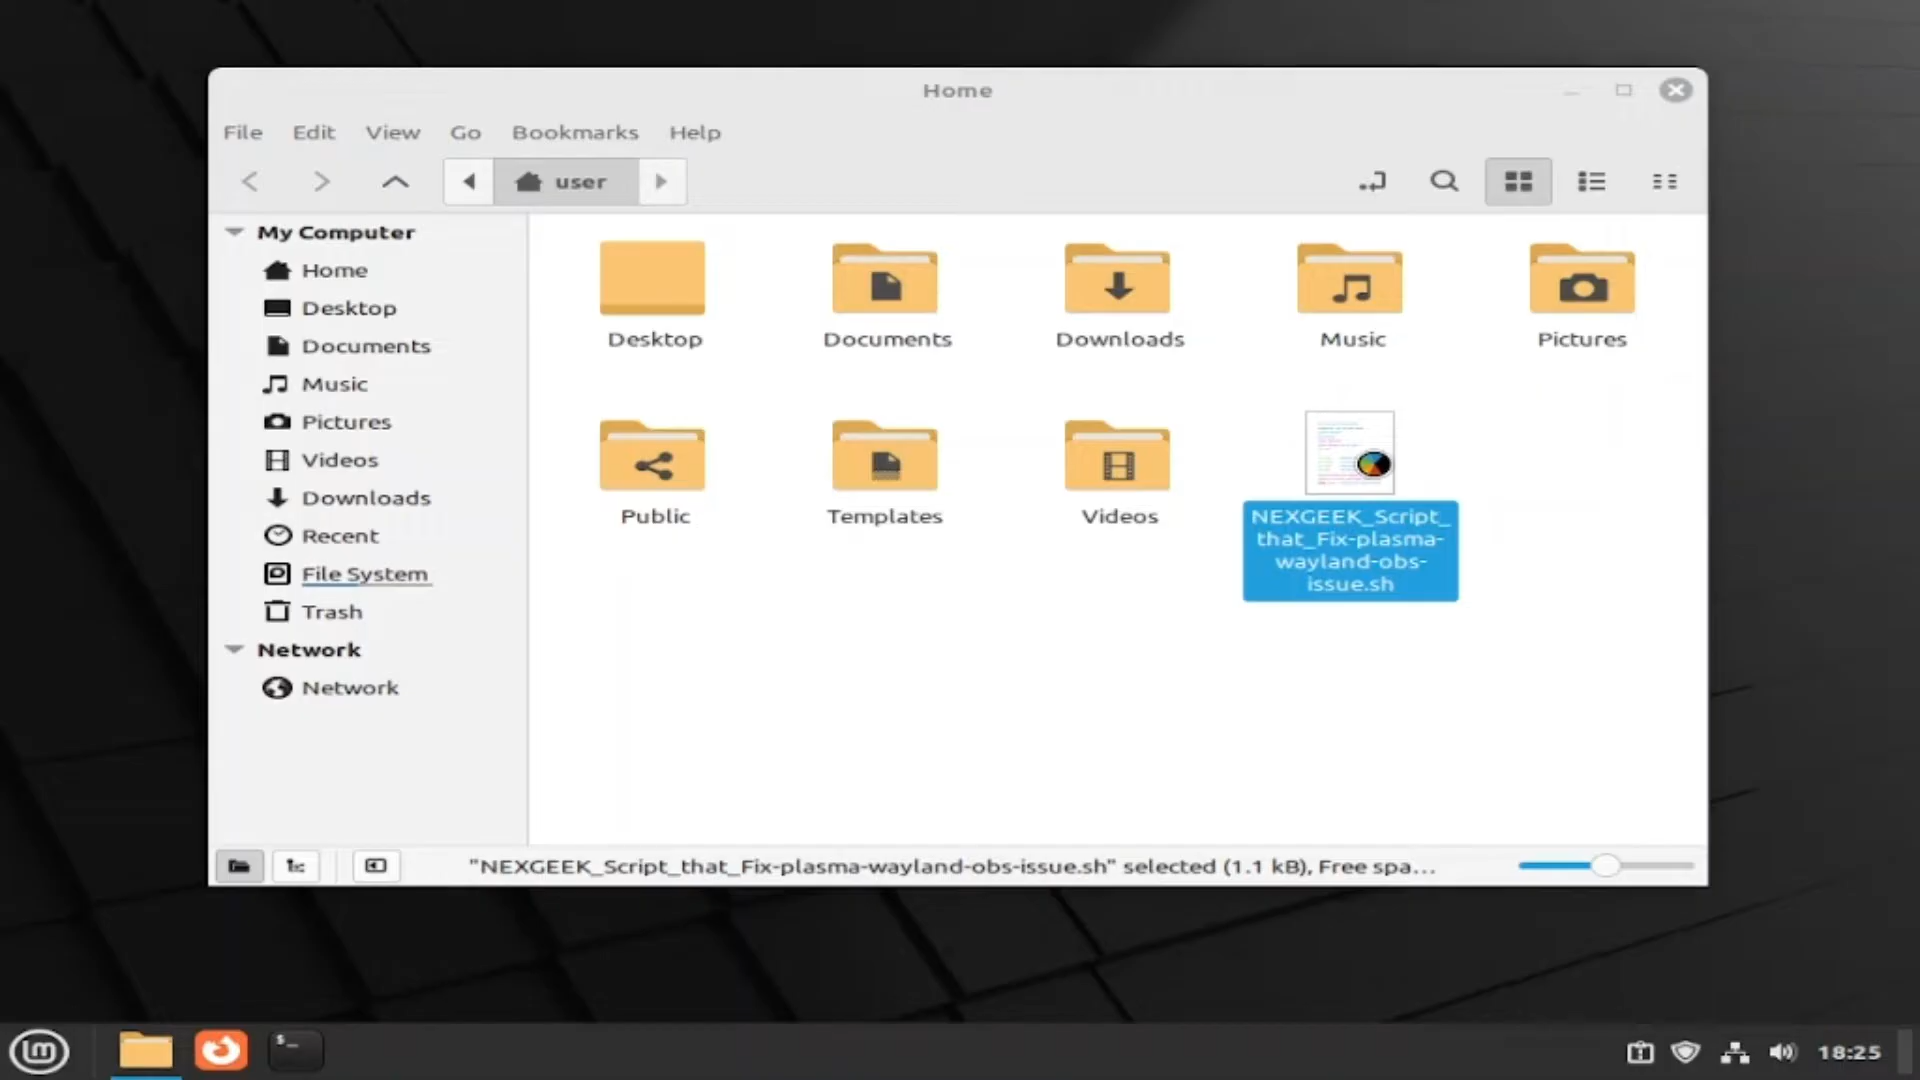 Home
File Edit View Go Bookmarks Help
user
My Computer
Home
Desktop
Documents
Music
Pictures
Videos
Downloads
Recent
File System
Trash
Network
Network
Desktop Documents Downloads Music Pictures
Public Templates Videos
NEXGEEK_Script_
that_Fix-plasma-
wayland-obs-
issue.sh
"NEXGEEK_Script_that_Fix-plasma-wayland-obs-issue.sh" selected (1.1 kB), Free spa...
$_
18:25